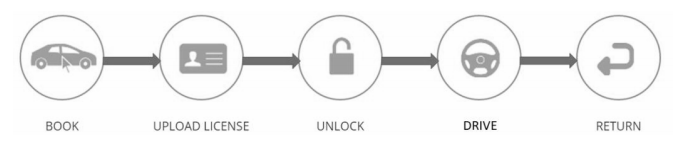 BOOK
UPLOAD LICENSE
UNLOCK
DRIVE
RETURN